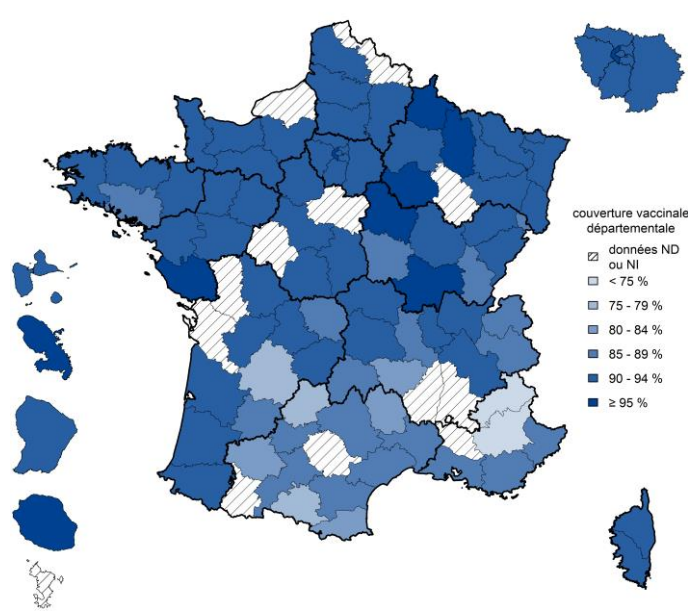 couverture vaccinale
départementale
données ND
ou NI
< 75 %
75 - 79 %
80 - 84 %
85 - 89 %
90 - 94 %
≥ 95 %